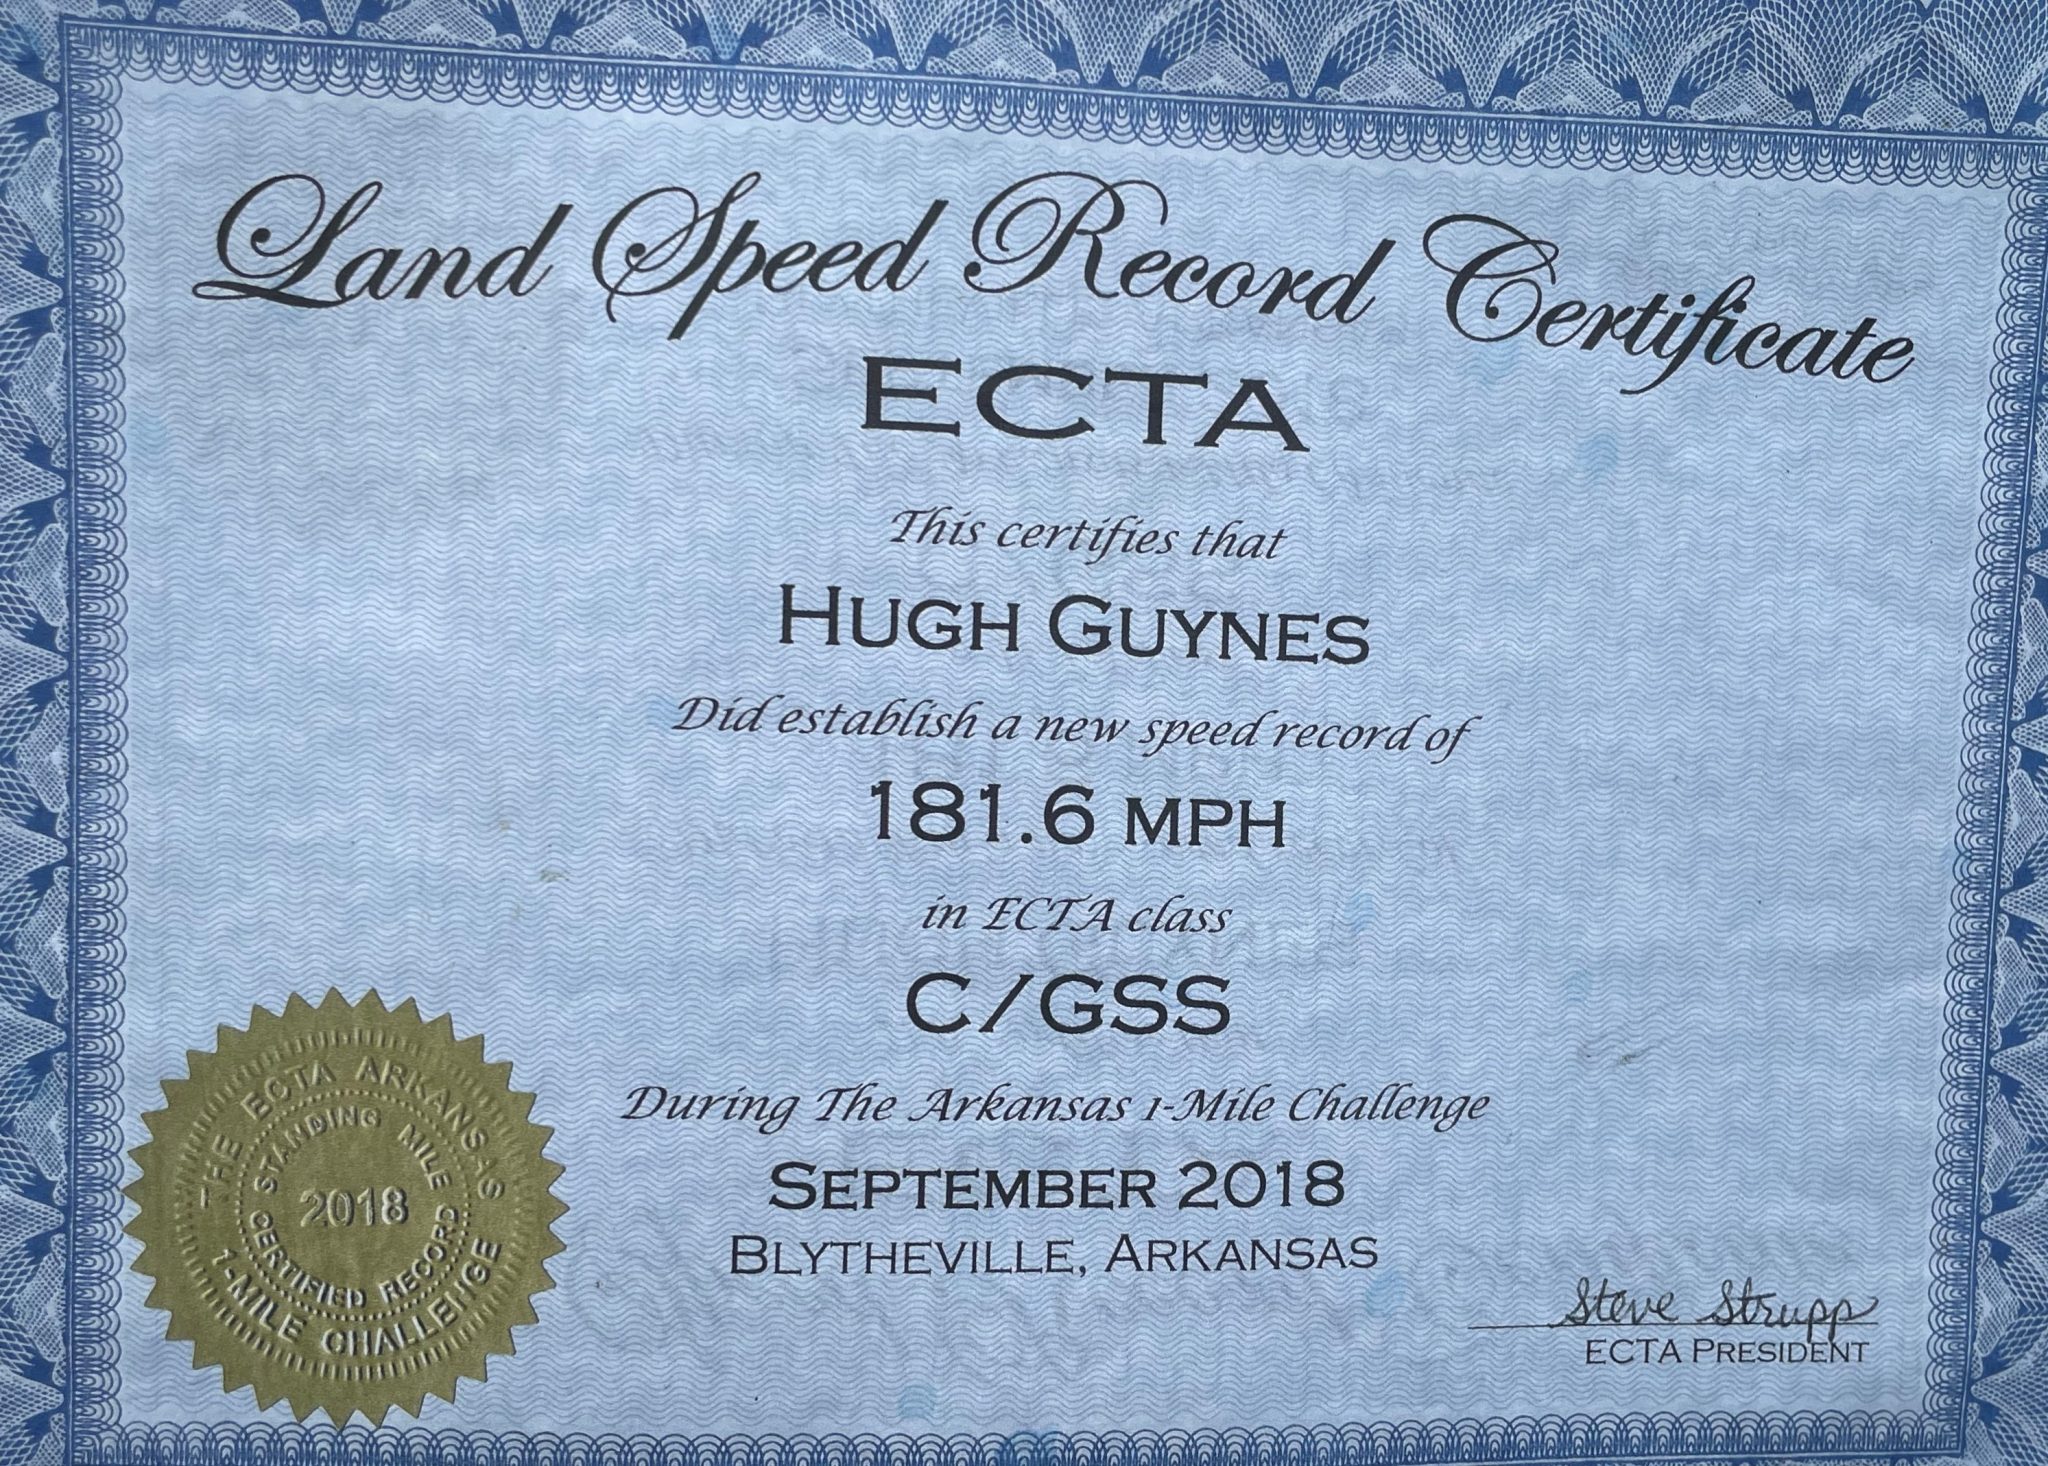 Land Speed Record Certificate
ECTA
This certifies that
HUGH GUYNES
Did establish a new speed record of
181.6 MPH
in ECTA class
C/GSS
During The Arkansas 1-Mile Challenge
SEPTEMBER 2018
BLYTHEVILLE, ARKANSAS
Steve Strupp
ECTA PRESIDENT
THE ECTA ARKANSAS
1-MILE CHALLENGE
STANDING MILE
2018
CERTIFIED RECORD